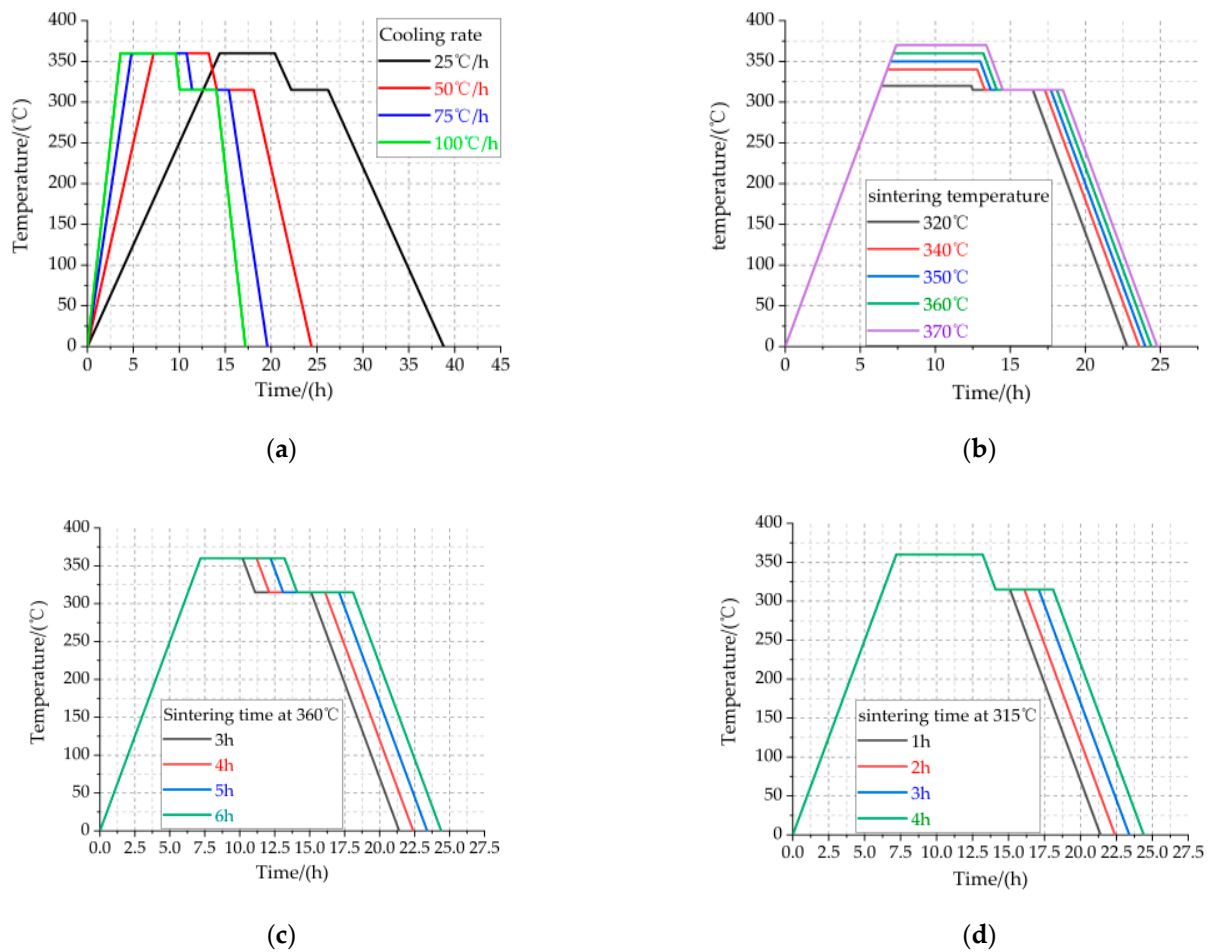 Temperature/(℃)
400
350
300
250
200
150
100
50
0
0 5 10 15 20 25 30 35 40 45
Time/(h)
Cooling rate
25℃/h
50℃/h
75℃/h
100℃/h
(a)
temperature/(℃)
400
350
300
250
200
150
100
50
0
0 5 10 15 20 25
Time/(h)
sintering temperature
320℃
340℃
350℃
360℃
370℃
(b)
Temperature/(℃)
400
350
300
250
200
150
100
50
0
0.0 2.5 5.0 7.5 10.0 12.5 15.0 17.5 20.0 22.5 25.0 27.5
Time/(h)
Sintering time at 360℃
3h
4h
5h
6h
(c)
Temperature/(℃)
400
350
300
250
200
150
100
50
0
0.0 2.5 5.0 7.5 10.0 12.5 15.0 17.5 20.0 22.5 25.0 27.5
Time/(h)
sintering time at 315℃
1h
2h
3h
4h
(d)